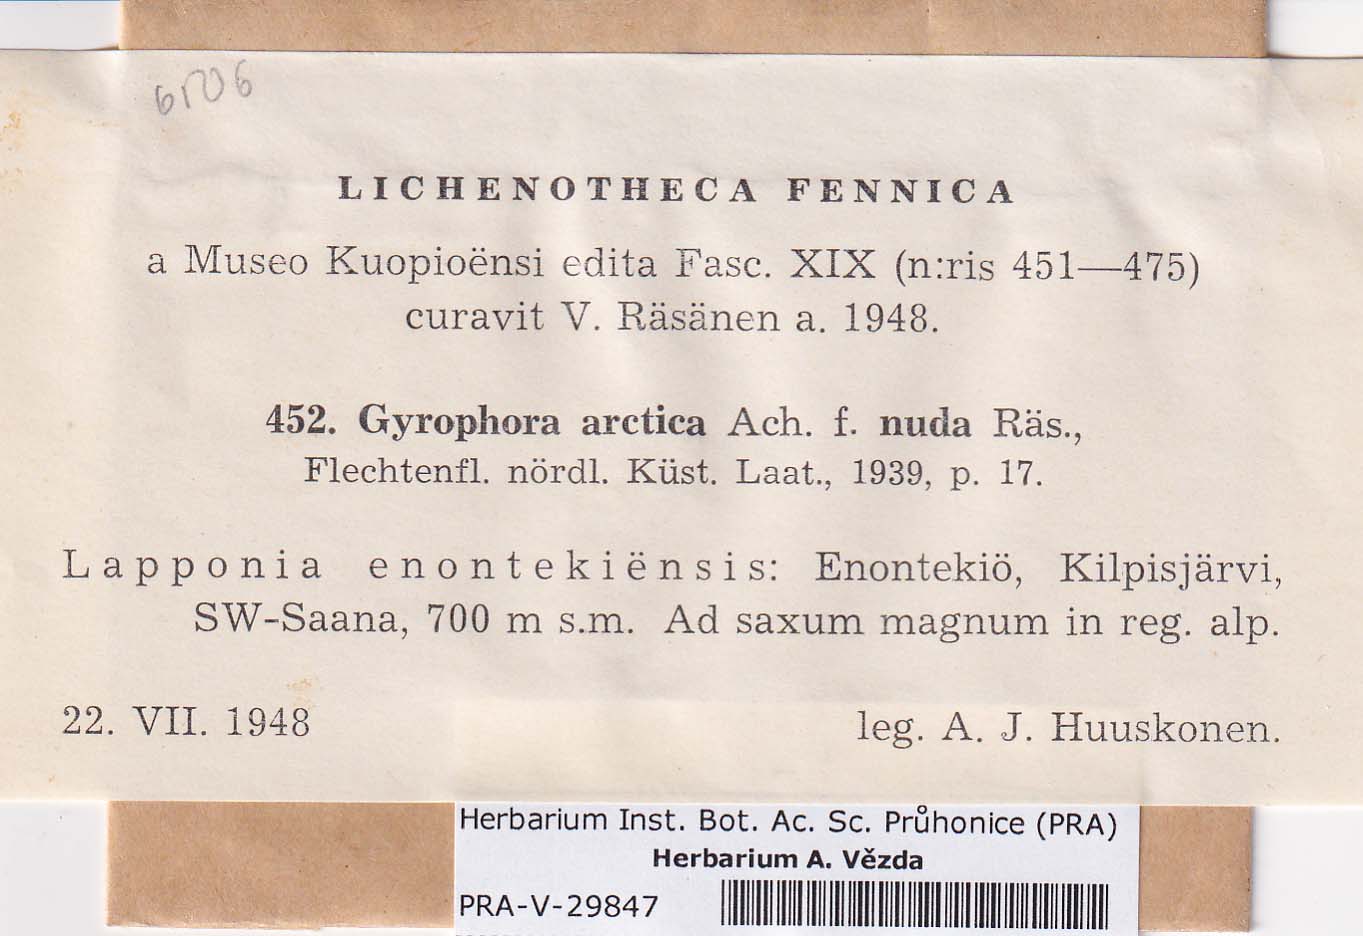 LICHENOTHECA FENNICA
a Museo Kuopioënsi edita Fasc. XIX (n:ris 451—475)
curavit V. Räsänen a. 1948.
452. Gyrophora arctica Ach. f. nuda Räs.,
Flechtenfl. nördl. Küst. Laat., 1939, p. 17.
Lapponia enontekiënsis: Enontekiö, Kilpisjärvi,
SW-Saana, 700 m s.m. Ad saxum magnum in reg. alp.
22. VII. 1948 leg. A. J. Huuskonen.
Herbarium Inst. Bot. Ac. Sc. Průhonice (PRA)
Herbarium A. Vězda
PRA-V-29847